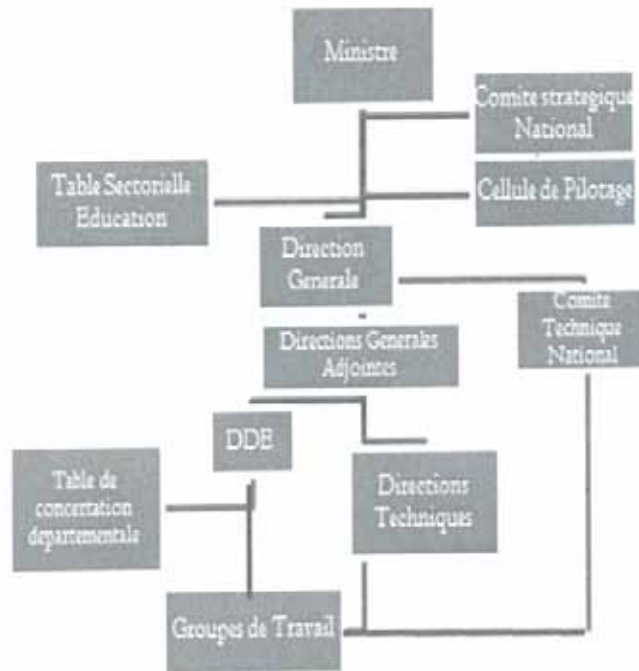 Ministre
Comite strategique
National
Table Sectorielle
Education
Cellule de Pilotage
Direction
Generale
Comite
Technique
National
Directions Generales
Adjointes
DDE
Table de
concertation
departementale
Directions
Techniques
Groupes de Travail